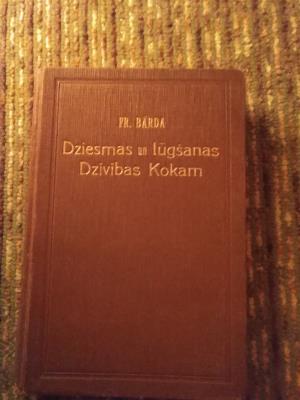 FR. BĀRDA
Dziesmas un lūgšanas
Dzīvības Kokam